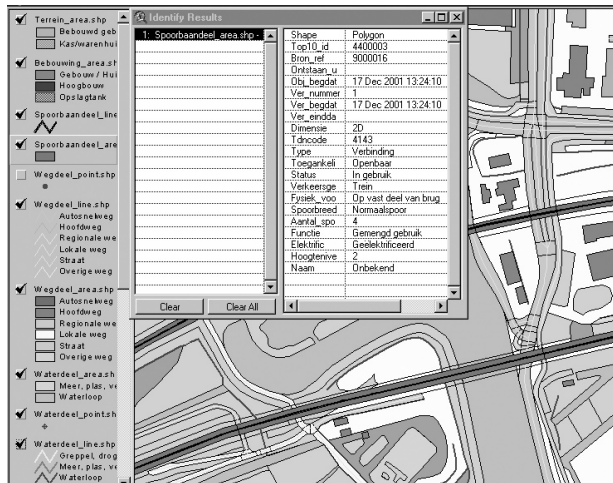 Terrein_area.shp
Bebouwd geb
Kas/warenhui
Bebouwing_area.sh
Gebouw / Hui
Hoogbouw
Opslagtank
Spoorbaandeel_line
Spoorbaandeel_are
Wegdeel_point.shp
Wegdeel_line.shp
Autosnelweg
Hoofdweg
Regionale we
Lokale weg
Straat
Overige weg
Wegdeel_area.shp
Autosnelweg
Hoofdweg
Regionale we
Lokale weg
Straat
Overige weg
Waterdeel_area.sh
Meer, plas, ve
Waterloop
Waterdeel_point.sh
Waterdeel_line.shp
Greppel, drog
Meer, plas, ve
Waterloop
Identify Results
1: Spoorbaandeel_area.shp -
Shape Polygon
Top10_id 4400003
Bron_ref 9000016
Ontstaan_u
Obj_begdat 17 Dec 2001 13:24:10
Ver_nummer 1
Ver_begdat 17 Dec 2001 13:24:10
Ver_eindda
Dimensie 2D
Tdncode 4143
Type Verbinding
Toegankeli Openbaar
Status In gebruik
Verkeersge Trein
Fysiek_voo Op vast deel van brug
Spoorbreed Normaalspoor
Aantal_spo 4
Functie Gemengd gebruik
Elektrific Geëlektrificeerd
Hoogtenive 2
Naam Onbekend
Clear
Clear All